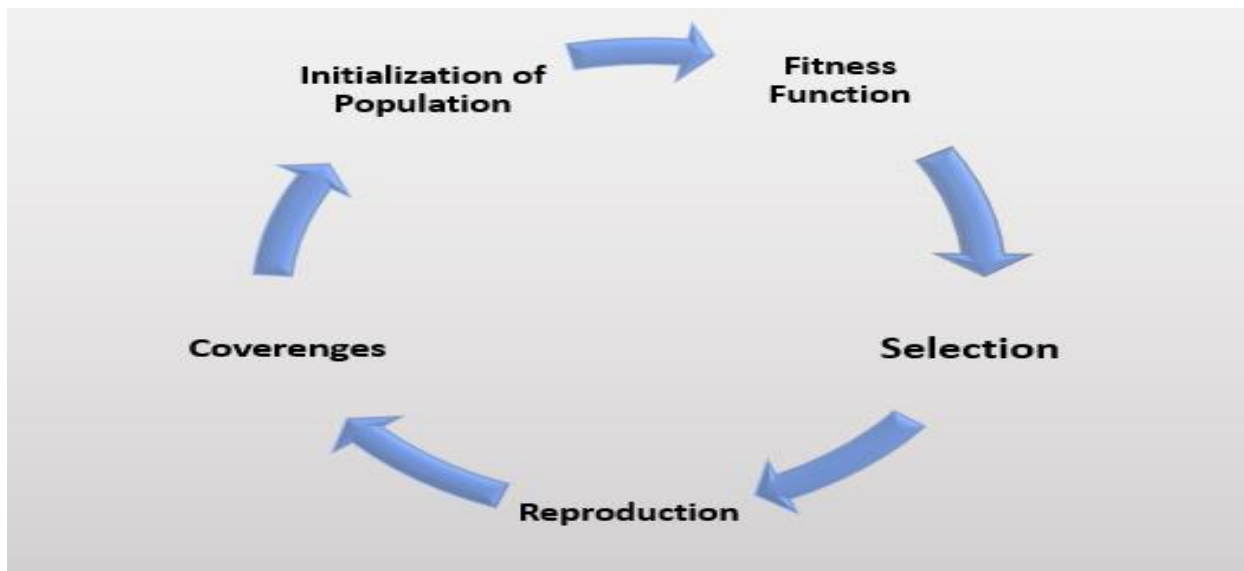 Initialization of
Population
Fitness
Function
Selection
Reproduction
Coverenges